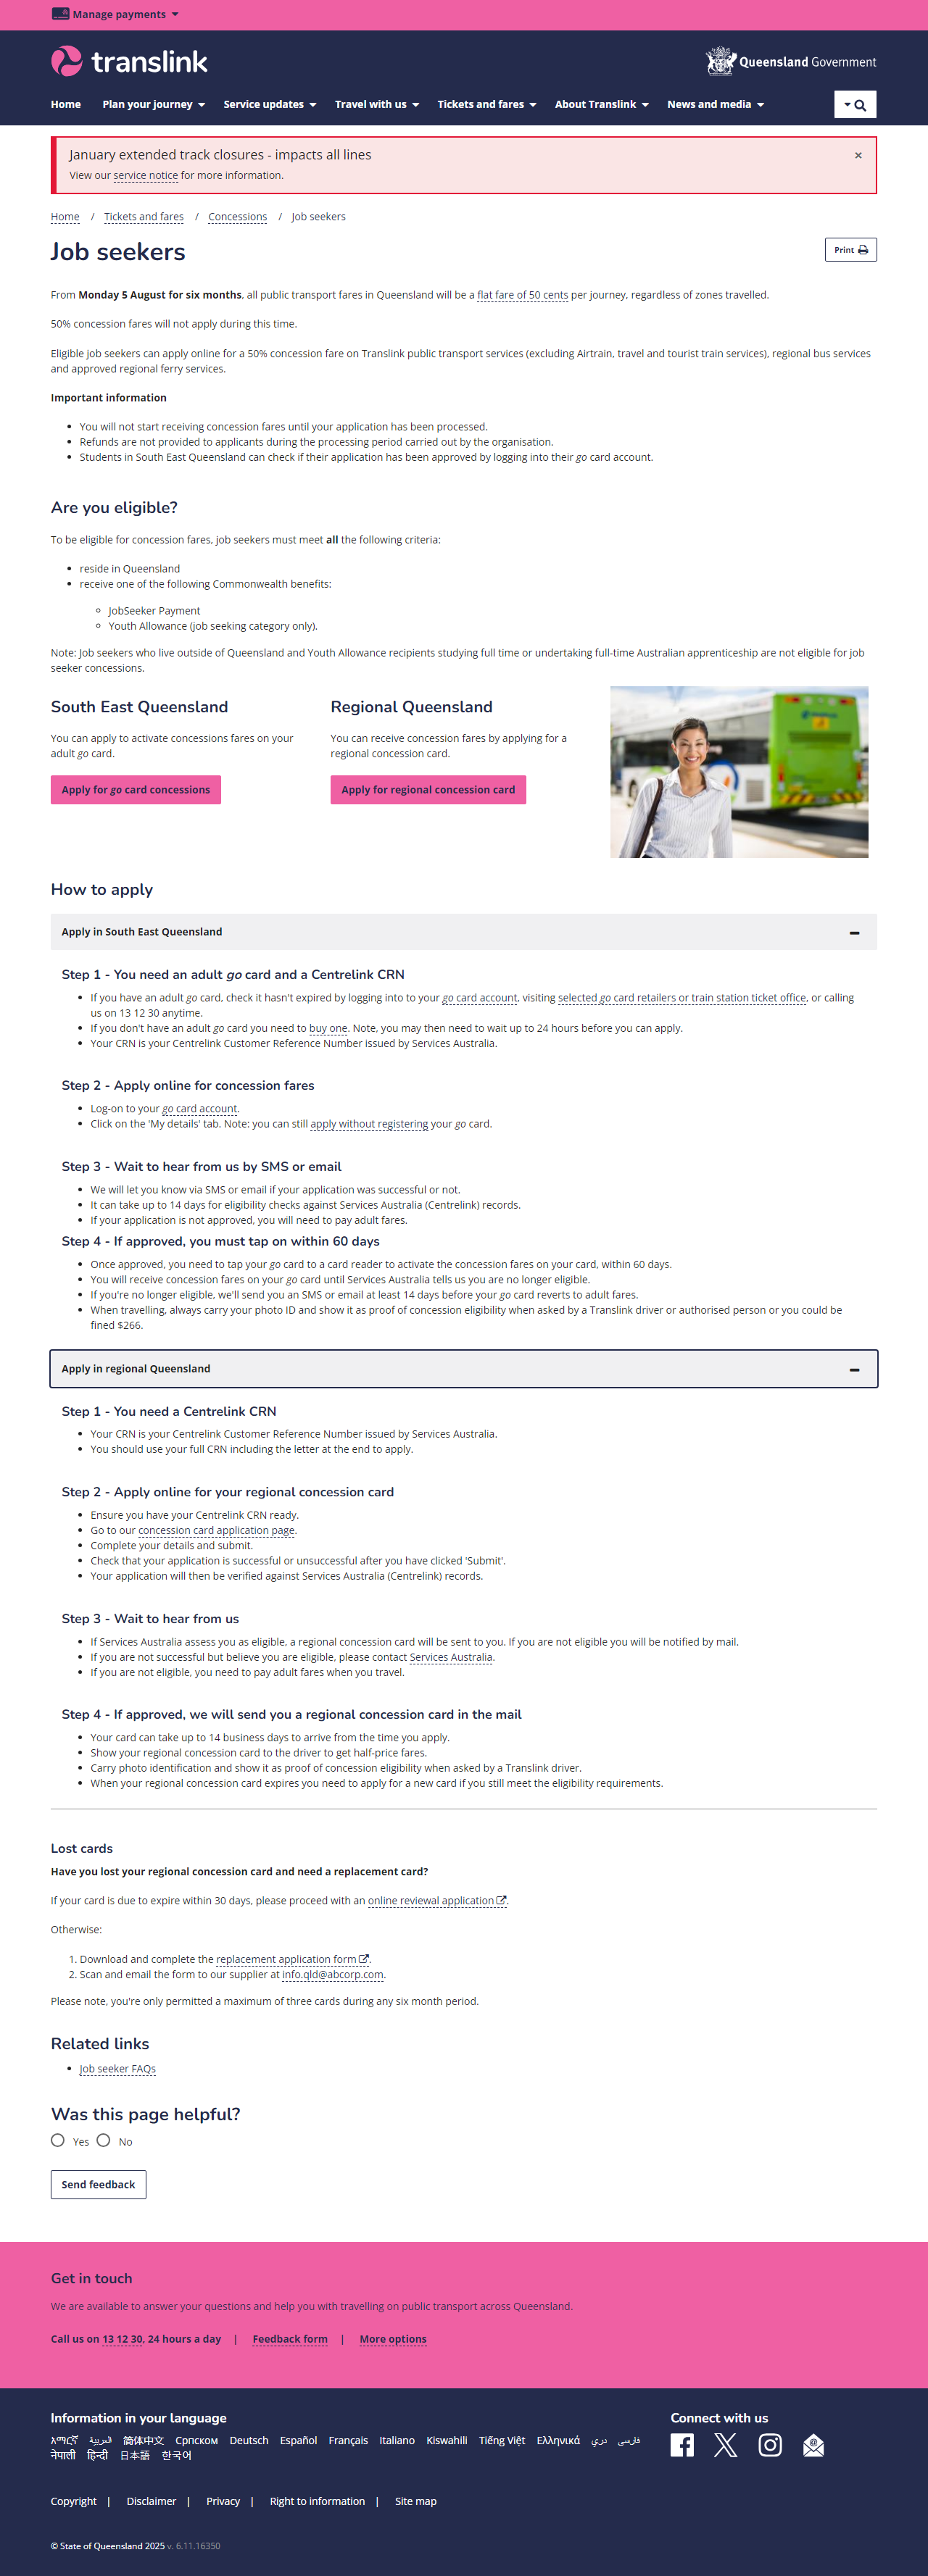 Manage payments
translink
Queensland Government
Home Plan your journey Service updates Travel with us Tickets and fares About Translink News and media
January extended track closures - impacts all lines ×
View our service notice for more information.
Home / Tickets and fares / Concessions / Job seekers
Job seekers
Print
From Monday 5 August for six months, all public transport fares in Queensland will be a flat fare of 50 cents per journey, regardless of zones travelled.
50% concession fares will not apply during this time.
Eligible job seekers can apply online for a 50% concession fare on Translink public transport services (excluding Airtrain, travel and tourist train services), regional bus services
and approved regional ferry services.
Important information
• You will not start receiving concession fares until your application has been processed.
• Refunds are not provided to applicants during the processing period carried out by the organisation.
• Students in South East Queensland can check if their application has been approved by logging into their go card account.
Are you eligible?
To be eligible for concession fares, job seekers must meet all the following criteria:
• reside in Queensland
• receive one of the following Commonwealth benefits:
◦ JobSeeker Payment
◦ Youth Allowance (job seeking category only).
Note: Job seekers who live outside of Queensland and Youth Allowance recipients studying full time or undertaking full-time Australian apprenticeship are not eligible for job
seeker concessions.
South East Queensland
You can apply to activate concessions fares on your
adult go card.
Apply for go card concessions
Regional Queensland
You can receive concession fares by applying for a
regional concession card.
Apply for regional concession card
How to apply
Apply in South East Queensland
Step 1 - You need an adult go card and a Centrelink CRN
• If you have an adult go card, check it hasn't expired by logging into to your go card account, visiting selected go card retailers or train station ticket office, or calling
us on 13 12 30 anytime.
• If you don't have an adult go card you need to buy one. Note, you may then need to wait up to 24 hours before you can apply.
• Your CRN is your Centrelink Customer Reference Number issued by Services Australia.
Step 2 - Apply online for concession fares
• Log-on to your go card account.
• Click on the 'My details' tab. Note: you can still apply without registering your go card.
Step 3 - Wait to hear from us by SMS or email
• We will let you know via SMS or email if your application was successful or not.
• It can take up to 14 days for eligibility checks against Services Australia (Centrelink) records.
• If your application is not approved, you will need to pay adult fares.
Step 4 - If approved, you must tap on within 60 days
• Once approved, you need to tap your go card to a card reader to activate the concession fares on your card, within 60 days.
• You will receive concession fares on your go card until Services Australia tells us you are no longer eligible.
• If you're no longer eligible, we'll send you an SMS or email at least 14 days before your go card reverts to adult fares.
• When travelling, always carry your photo ID and show it as proof of concession eligibility when asked by a Translink driver or authorised person or you could be
fined $266.
Apply in regional Queensland
Step 1 - You need a Centrelink CRN
• Your CRN is your Centrelink Customer Reference Number issued by Services Australia.
• You should use your full CRN including the letter at the end to apply.
Step 2 - Apply online for your regional concession card
• Ensure you have your Centrelink CRN ready.
• Go to our concession card application page.
• Complete your details and submit.
• Check that your application is successful or unsuccessful after you have clicked 'Submit'.
• Your application will then be verified against Services Australia (Centrelink) records.
Step 3 - Wait to hear from us
• If Services Australia assess you as eligible, a regional concession card will be sent to you. If you are not eligible you will be notified by mail.
• If you are not successful but believe you are eligible, please contact Services Australia.
• If you are not eligible, you need to pay adult fares when you travel.
Step 4 - If approved, we will send you a regional concession card in the mail
• Your card can take up to 14 business days to arrive from the time you apply.
• Show your regional concession card to the driver to get half-price fares.
• Carry photo identification and show it as proof of concession eligibility when asked by a Translink driver.
• When your regional concession card expires you need to apply for a new card if you still meet the eligibility requirements.
Lost cards
Have you lost your regional concession card and need a replacement card?
If your card is due to expire within 30 days, please proceed with an online reviewal application.
Otherwise:
1. Download and complete the replacement application form.
2. Scan and email the form to our supplier at info.qld@abcorp.com.
Please note, you're only permitted a maximum of three cards during any six month period.
Related links
• Job seeker FAQs
Was this page helpful?
Yes No
Send feedback
Get in touch
We are available to answer your questions and help you with travelling on public transport across Queensland.
Call us on 13 12 30, 24 hours a day | Feedback form | More options
Information in your language
አማርኛ العربية 简体中文 Српском Deutsch Español Français Italiano Kiswahili Tiếng Việt Ελληνικά دری فارسی
नेपाली हिन्दी 日本語 한국어
Connect with us
Copyright | Disclaimer | Privacy | Right to information | Site map
© State of Queensland 2025 v. 6.11.16350